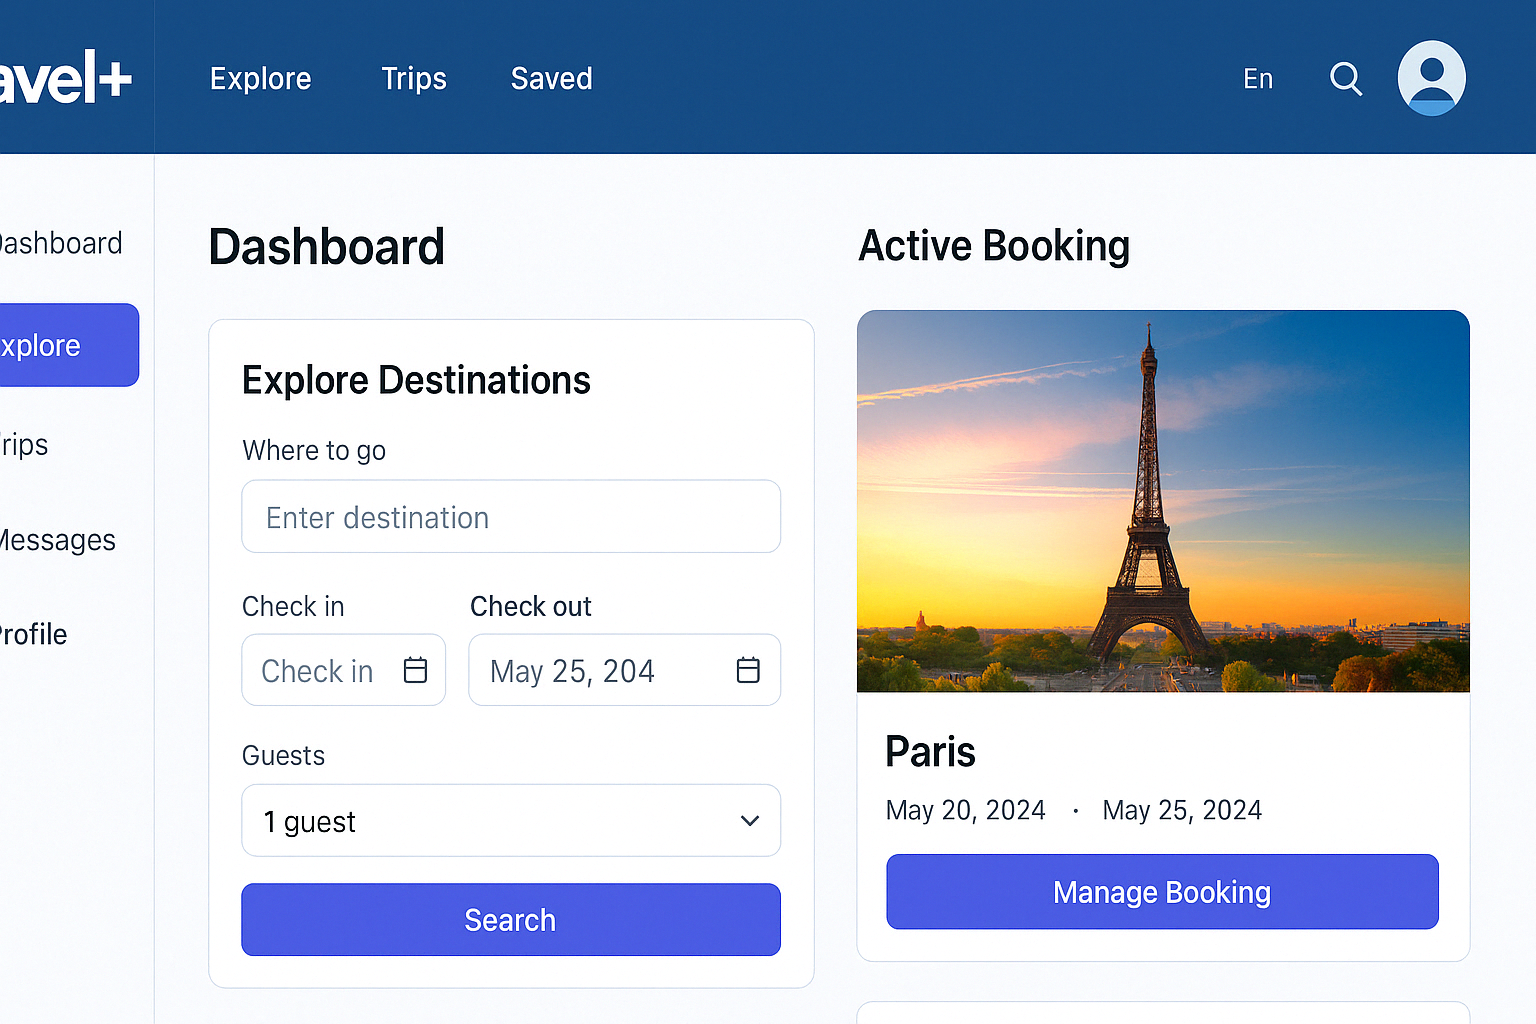 avel+
Explore Trips Saved En
ashboard
xplore
rips
Messages
rofile
Dashboard
Explore Destinations
Where to go
Enter destination
Check in Check out
Check in May 25, 204
Guests
1 guest
Search
Active Booking
Paris
May 20, 2024 · May 25, 2024
Manage Booking